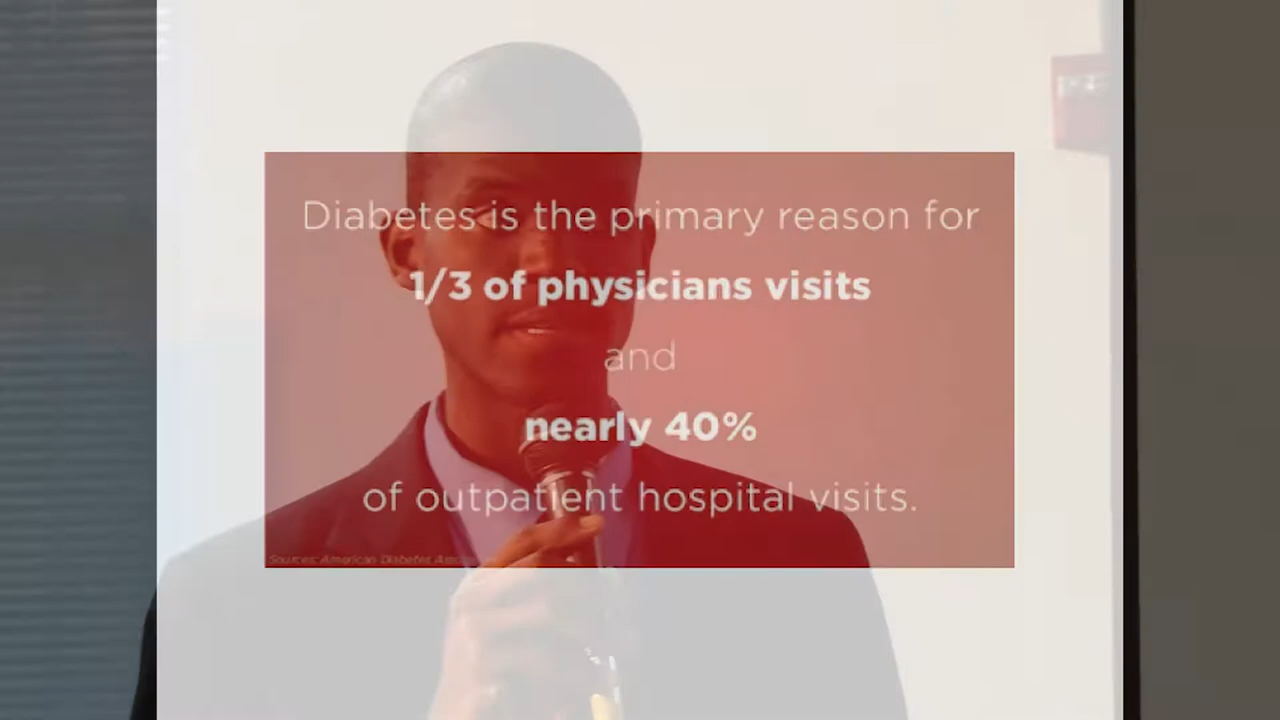 Diabetes is the primary reason for
1/3 of physicians visits
and
nearly 40%
of outpatient hospital visits.
Sources: American Diabetes